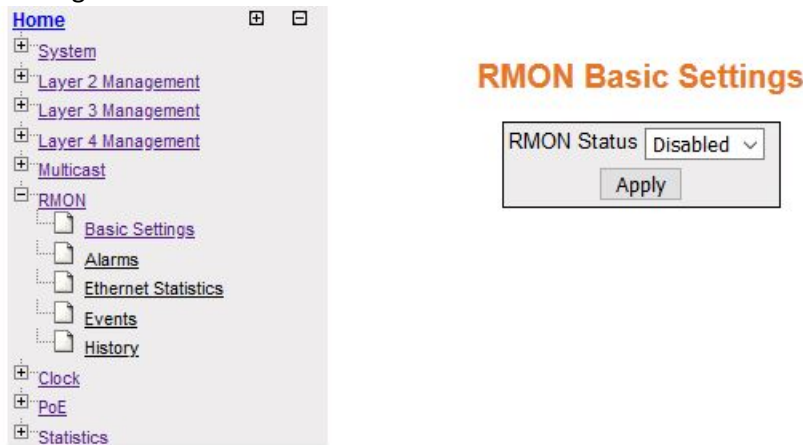 Home
System
Layer 2 Management
Layer 3 Management
Layer 4 Management
Multicast
RMON
Basic Settings
Alarms
Ethernet Statistics
Events
History
Clock
PoE
Statistics
RMON Basic Settings
RMON Status Disabled
Apply